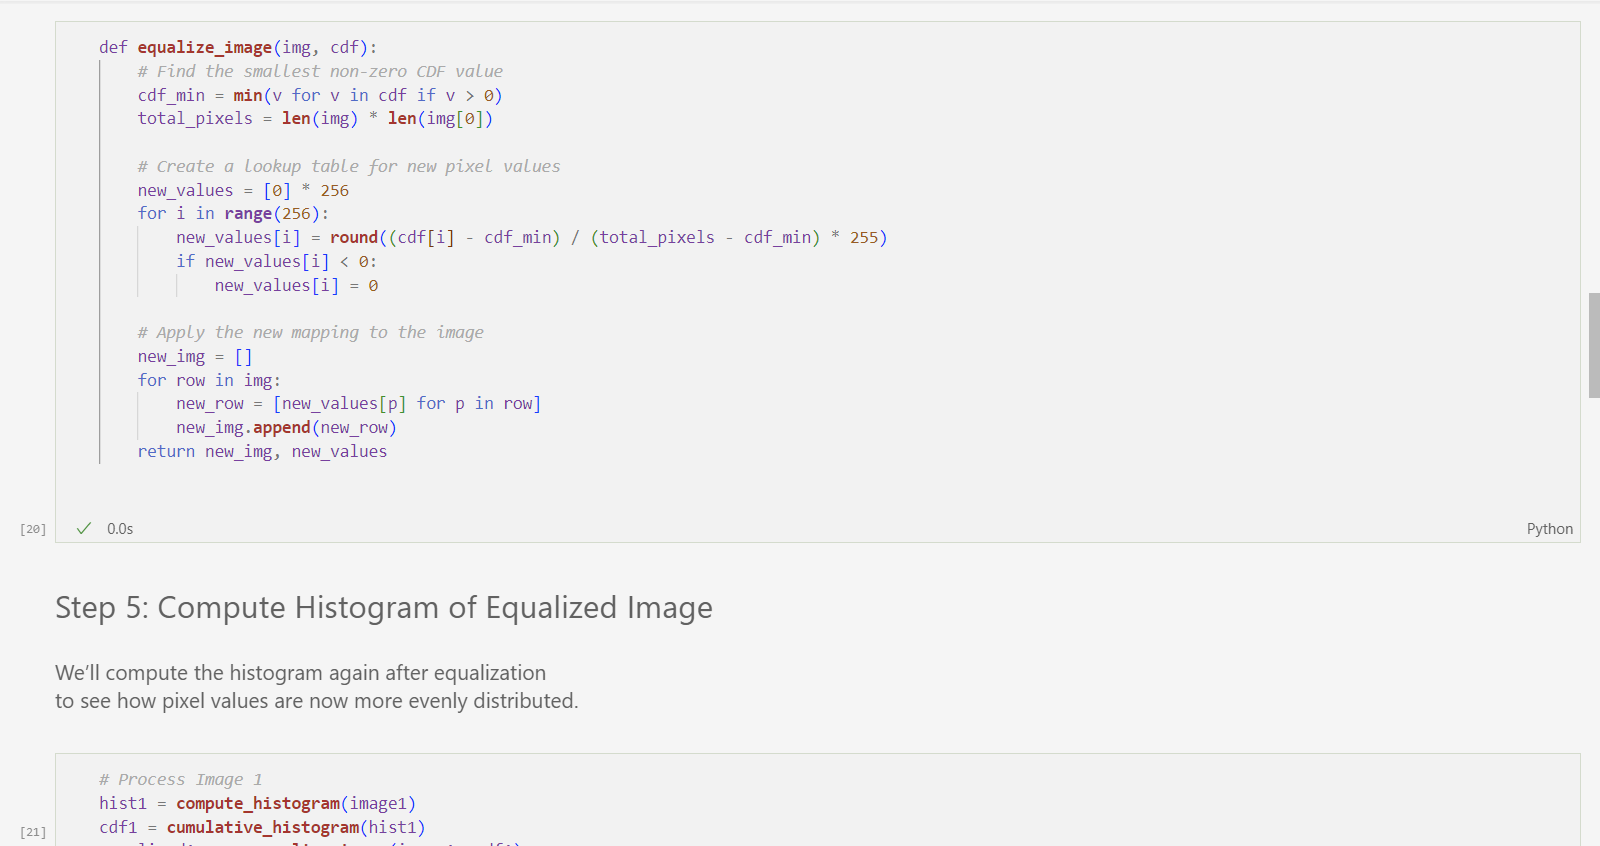 def equalize_image(img, cdf):
    # Find the smallest non-zero CDF value
    cdf_min = min(v for v in cdf if v > 0)
    total_pixels = len(img) * len(img[0])
    # Create a lookup table for new pixel values
    new_values = [0] * 256
    for i in range(256):
        new_values[i] = round((cdf[i] - cdf_min) / (total_pixels - cdf_min) * 255)
        if new_values[i] < 0:
            new_values[i] = 0
    # Apply the new mapping to the image
    new_img = []
    for row in img:
        new_row = [new_values[p] for p in row]
        new_img.append(new_row)
    return new_img, new_values
[20] 0.0s Python
Step 5: Compute Histogram of Equalized Image
We’ll compute the histogram again after equalization
to see how pixel values are now more evenly distributed.
# Process Image 1
hist1 = compute_histogram(image1)
cdf1 = cumulative_histogram(hist1)
[21]